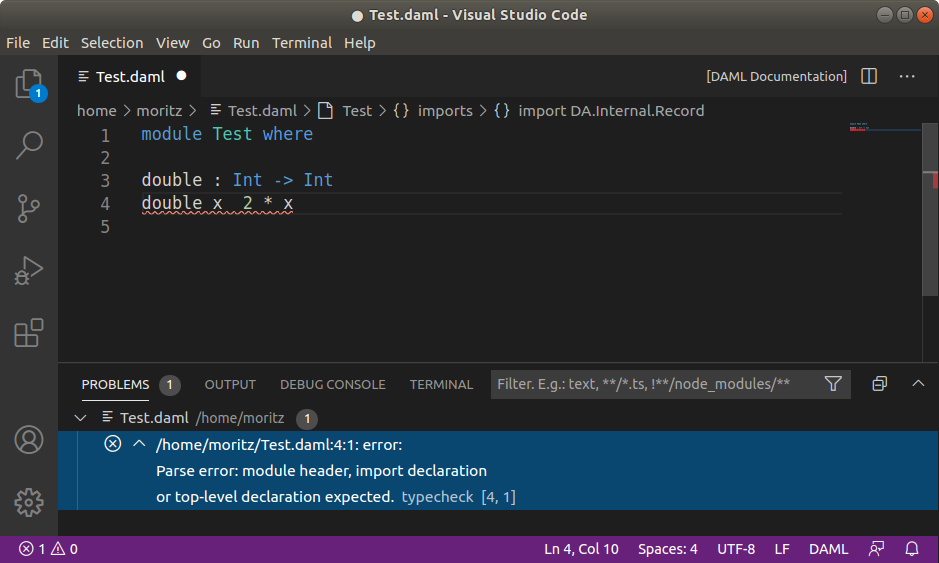 Test.daml - Visual Studio Code
File Edit Selection View Go Run Terminal Help
1
Test.daml
[DAML Documentation]
home > moritz > Test.daml > Test > {} imports > {} import DA.Internal.Record
1 module Test where
2
3 double : Int -> Int
4 double x  2 * x
5
PROBLEMS 1 OUTPUT DEBUG CONSOLE TERMINAL Filter. E.g.: text, **/*.ts, !**/node_modules/**
Test.daml /home/moritz 1
/home/moritz/Test.daml:4:1: error:
Parse error: module header, import declaration
or top-level declaration expected. typecheck [4, 1]
1 0 Ln 4, Col 10 Spaces: 4 UTF-8 LF DAML